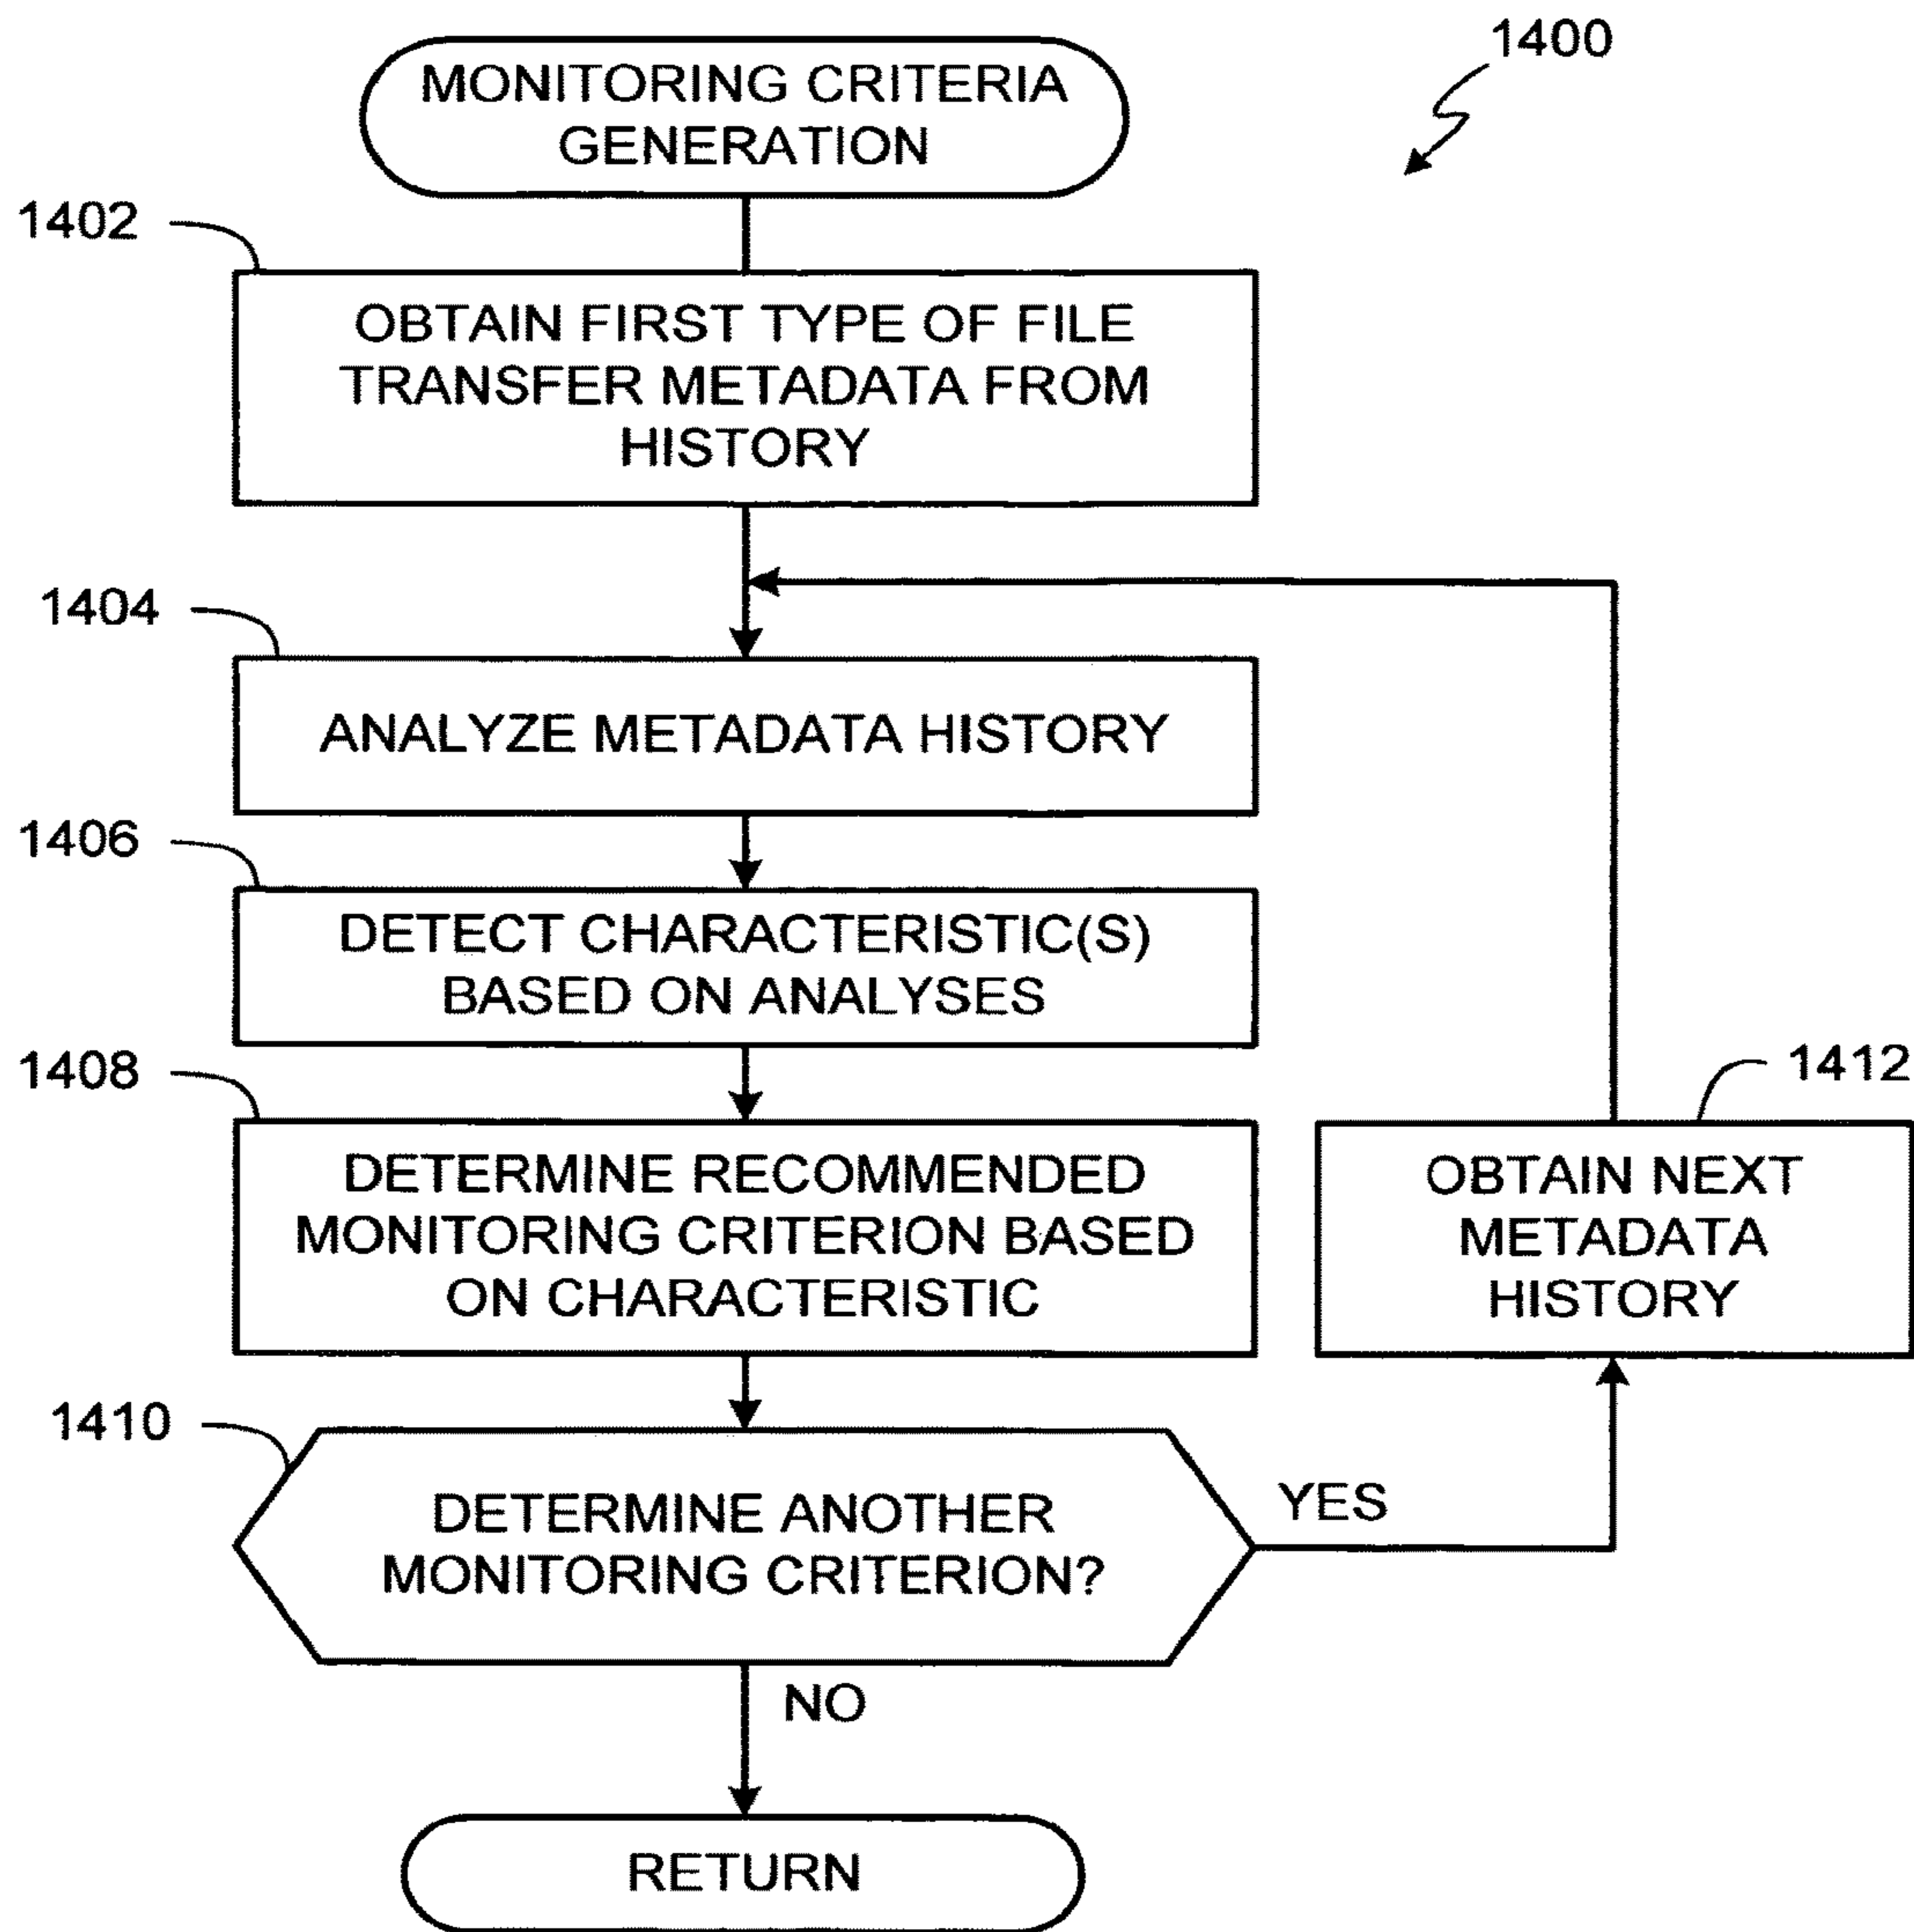 1400
MONITORING CRITERIA
GENERATION
1402
OBTAIN FIRST TYPE OF FILE
TRANSFER METADATA FROM
HISTORY
1404
ANALYZE METADATA HISTORY
1406
DETECT CHARACTERISTIC(S)
BASED ON ANALYSES
1408
DETERMINE RECOMMENDED
MONITORING CRITERION BASED
ON CHARACTERISTIC
1412
OBTAIN NEXT
METADATA
HISTORY
1410
DETERMINE ANOTHER
MONITORING CRITERION?
YES
NO
RETURN